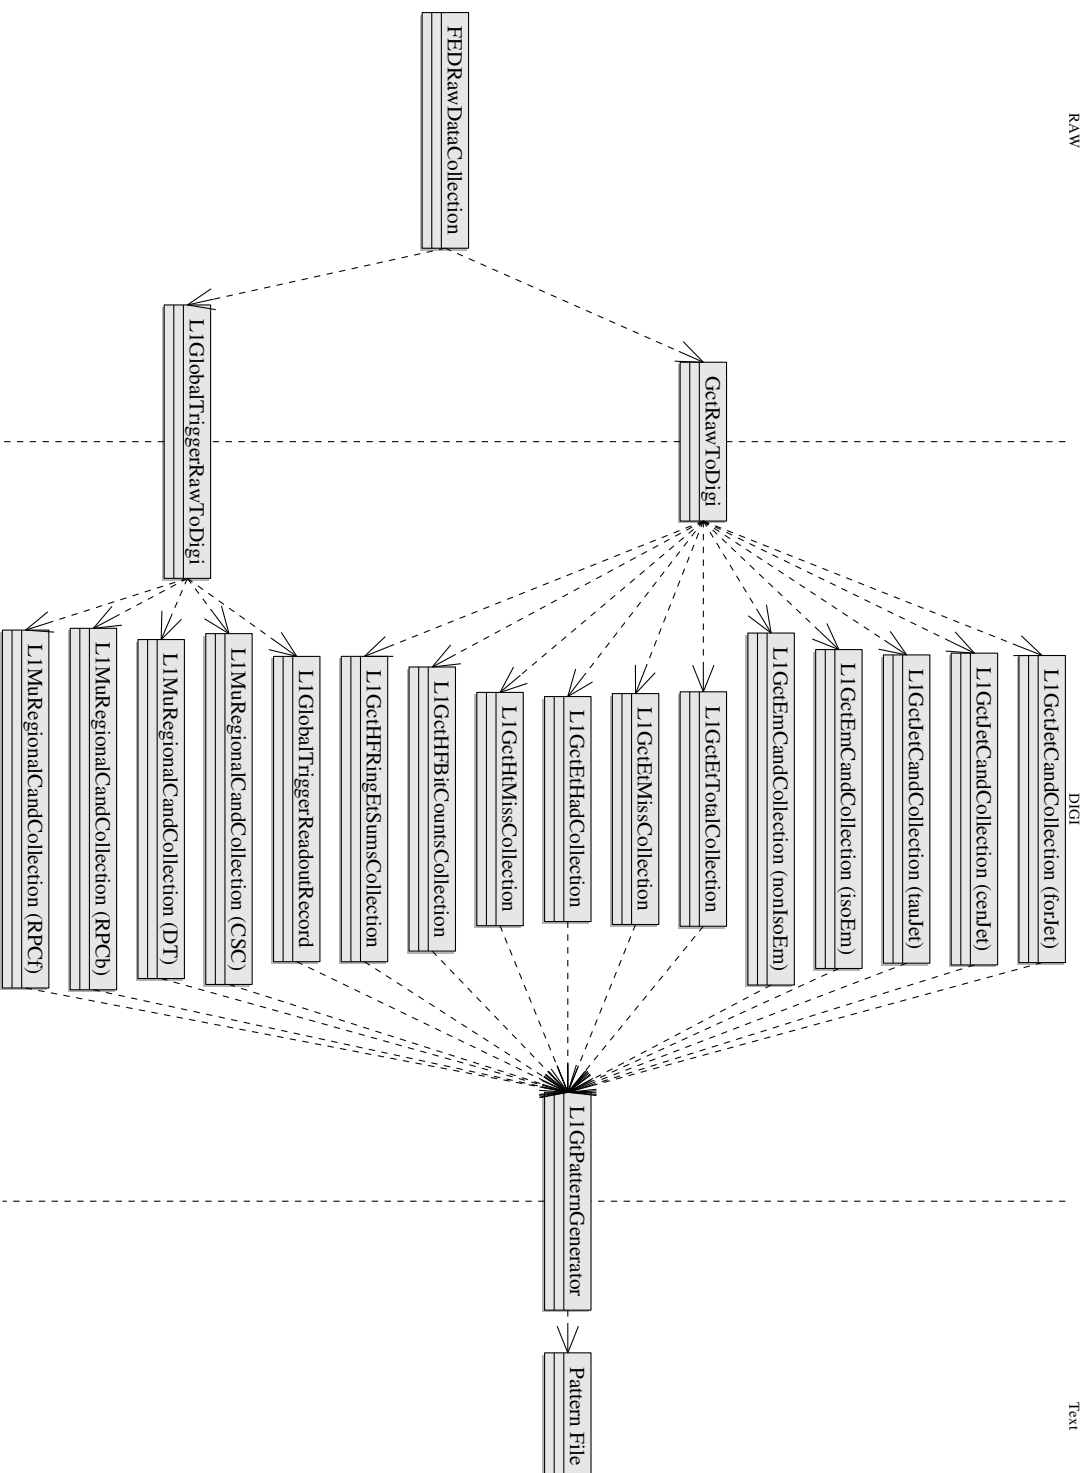 RAW
FEDRawDataCollection
GctRawToDigi
L1GlobalTriggerRawToDigi
DIGI
L1GctJetCandCollection (forJet)
L1GctJetCandCollection (cenJet)
L1GctJetCandCollection (tauJet)
L1GctEmCandCollection (isoEm)
L1GctEmCandCollection (nonIsoEm)
L1GctEtTotalCollection
L1GctEtMissCollection
L1GctEtHadCollection
L1GctHtMissCollection
L1GctHFBitCountsCollection
L1GctHFRingEtSumsCollection
L1GlobalTriggerReadoutRecord
L1MuRegionalCandCollection (CSC)
L1MuRegionalCandCollection (DT)
L1MuRegionalCandCollection (RPCb)
L1MuRegionalCandCollection (RPCf)
L1GtPatternGenerator
Text
Pattern File